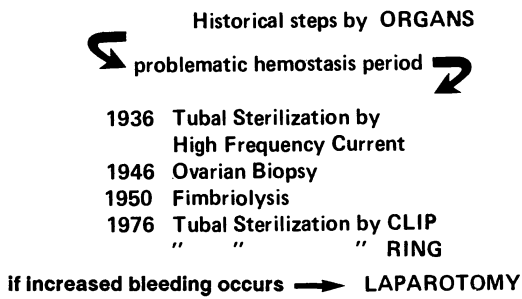 Historical steps by ORGANS
problematic hemostasis period
1936 Tubal Sterilization by
High Frequency Current
1946 Ovarian Biopsy
1950 Fimbriolysis
1976 Tubal Sterilization by CLIP
" " " RING
if increased bleeding occurs → LAPAROTOMY